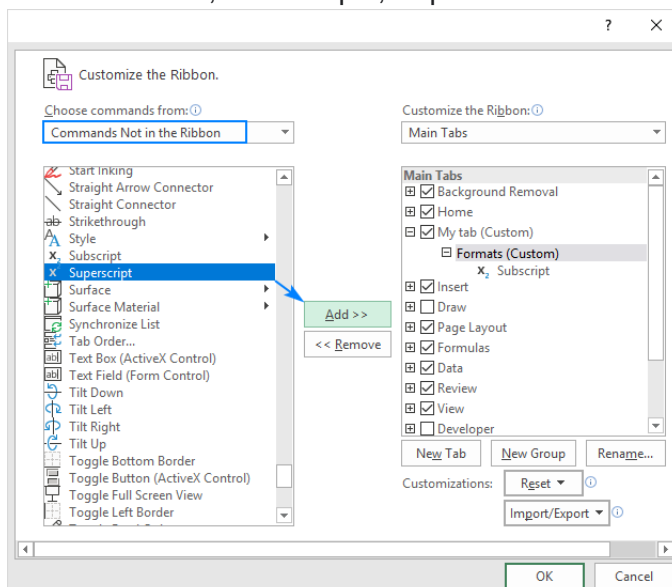 ?
Customize the Ribbon.
Choose commands from:
Commands Not in the Ribbon
Start Inking
Straight Arrow Connector
Straight Connector
Strikethrough
Style
Subscript
Superscript
Surface
Surface Material
Synchronize List
Tab Order...
Text Box (ActiveX Control)
Text Field (Form Control)
Tilt Down
Tilt Left
Tilt Right
Tilt Up
Toggle Bottom Border
Toggle Button (ActiveX Control)
Toggle Full Screen View
Toggle Left Border
Add >>
<< Remove
Customize the Ribbon:
Main Tabs
Main Tabs
Background Removal
Home
My tab (Custom)
Formats (Custom)
Subscript
Insert
Draw
Page Layout
Formulas
Data
Review
View
Developer
New Tab
New Group
Rename...
Customizations:
Reset
Import/Export
OK
Cancel